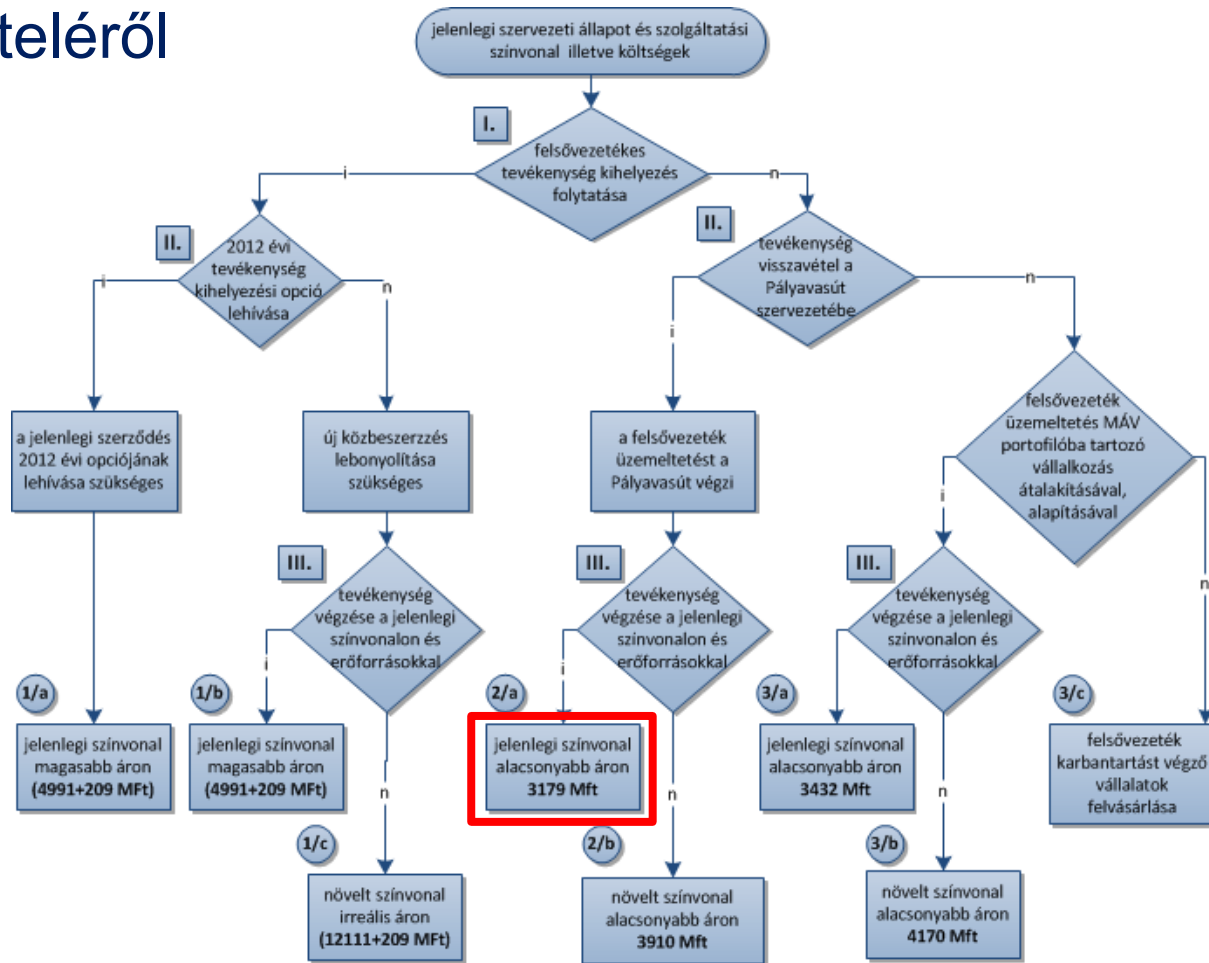 teléről
jelenlegi szervezeti állapot és szolgáltatási
színvonal illetve költségek
I.
felsővezetékes
tevékenység kihelyezés
folytatása
i
n
II.
2012 évi
tevékenység
kihelyezési opció
lehívása
i
n
II.
tevékenység
visszavétel a
Pályavasút
szervezetébe
i
n
a jelenlegi szerződés
2012 évi opciójának
lehívása szükséges
új közbeszerzzés
lebonyolítása
szükséges
a felsővezeték
üzemeltetést a
Pályavasút végzi
felsővezeték
üzemeltetés MÁV
portofilóba tartozó
vállalkozás
átalakításával,
alapításával
i
n
III.
tevékenység
végzése a jelenlegi
színvonalon és
erőforrásokkal
i
n
III.
tevékenység
végzése a jelenlegi
színvonalon és
erőforrásokkal
i
n
III.
tevékenység
végzése a jelenlegi
színvonalon és
erőforrásokkal
i
n
1/a
jelenlegi színvonal
magasabb áron
(4991+209 MFt)
1/b
jelenlegi színvonal
magasabb áron
(4991+209 MFt)
2/a
jelenlegi színvonal
alacsonyabb áron
3179 Mft
3/a
jelenlegi színvonal
alacsonyabb áron
3432 Mft
3/c
felsővezeték
karbantartást végző
vállalatok
felvásárlása
1/c
növelt színvonal
irreális áron
(12111+209 MFt)
2/b
növelt színvonal
alacsonyabb áron
3910 Mft
3/b
növelt színvonal
alacsonyabb áron
4170 Mft